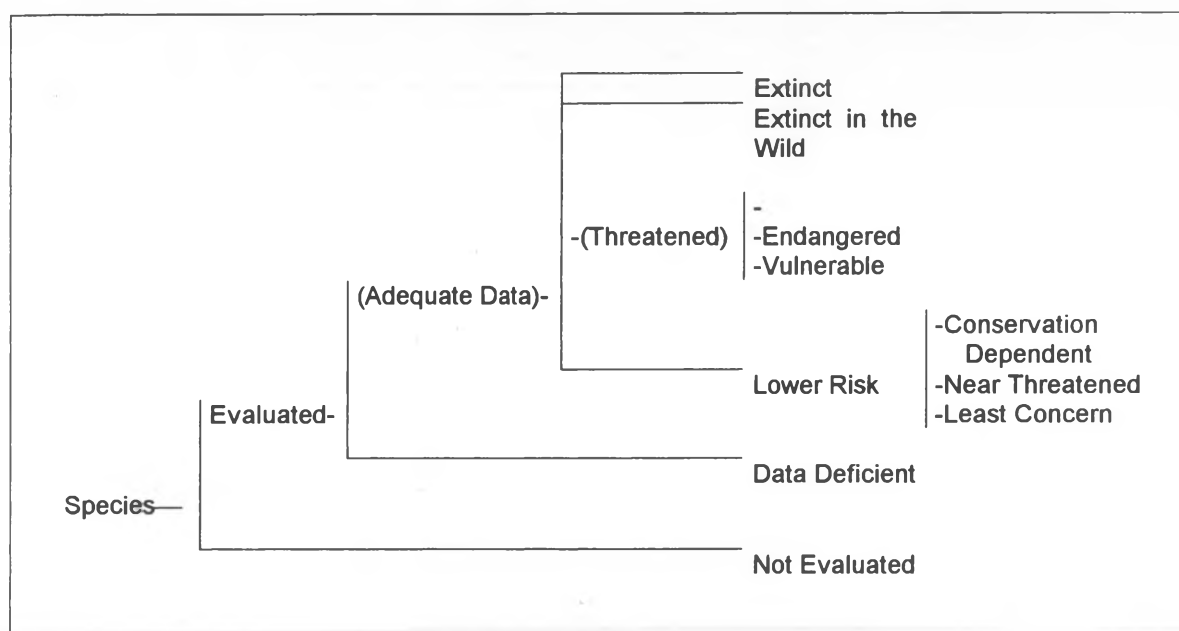 Extinct
Extinct in the
Wild
-
-(Threatened)
-Endangered
-Vulnerable
(Adequate Data)-
-Conservation
Dependent
Lower Risk
-Near Threatened
-Least Concern
Evaluated-
Data Deficient
Species—
Not Evaluated